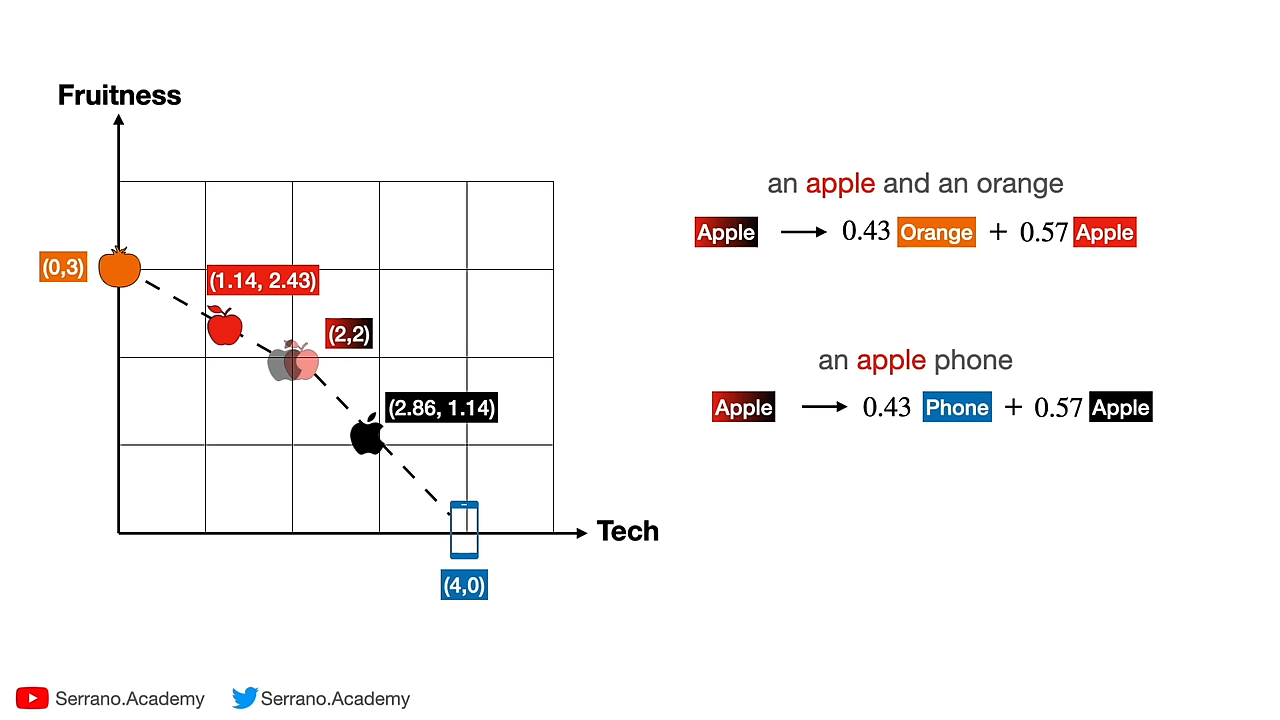 Fruitness
(0,3)
(1.14, 2.43)
(2,2)
(2.86, 1.14)
(4,0)
Tech
an apple and an orange
Apple → 0.43 Orange + 0.57 Apple
an apple phone
Apple → 0.43 Phone + 0.57 Apple
Serrano.Academy Serrano.Academy